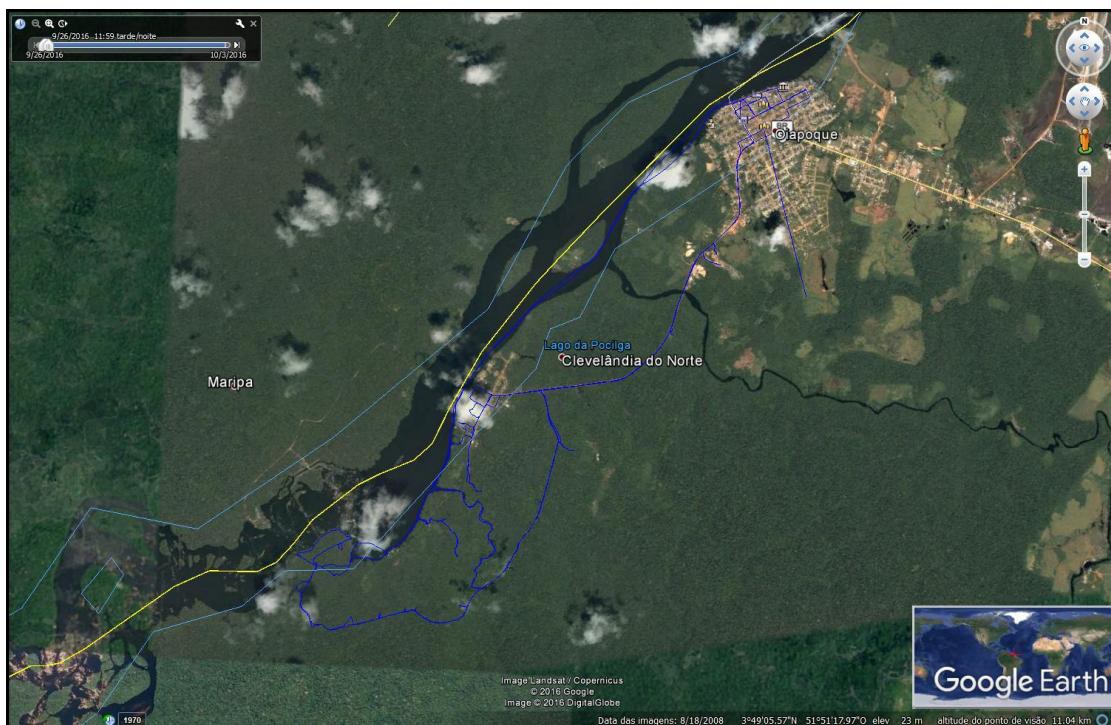 9/26/2016 11:59 tarde/noite
9/26/2016
10/3/2016
N
BR
Oiapoque
Lago da Pocilga
Clevelândia do Norte
Maripa
Image Landsat / Copernicus
© 2016 Google
Image © 2016 DigitalGlobe
Google Earth
1970
Data das imagens: 8/18/2008 3°49'05.57"N 51°51'17.97"O elev 23 m altitude do ponto de visão 11.04 km